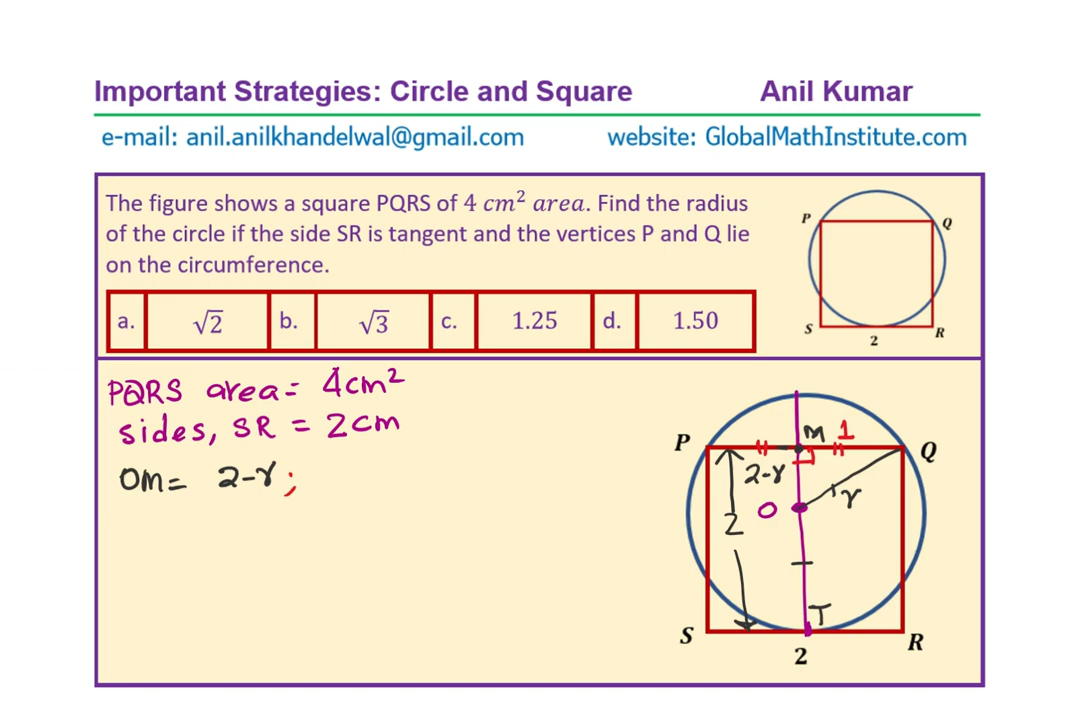 Important Strategies: Circle and Square Anil Kumar
e-mail: anil.anilkhandelwal@gmail.com website: GlobalMathInstitute.com
The figure shows a square PQRS of 4 cm² area. Find the radius
of the circle if the side SR is tangent and the vertices P and Q lie
on the circumference.
a. √2 b. √3 c. 1.25 d. 1.50
P Q
S R
2
PQRS area = 4cm²
sides, SR = 2cm
OM = 2-r ;
M 1
P Q
2-r
r
O
2
T
S R
2